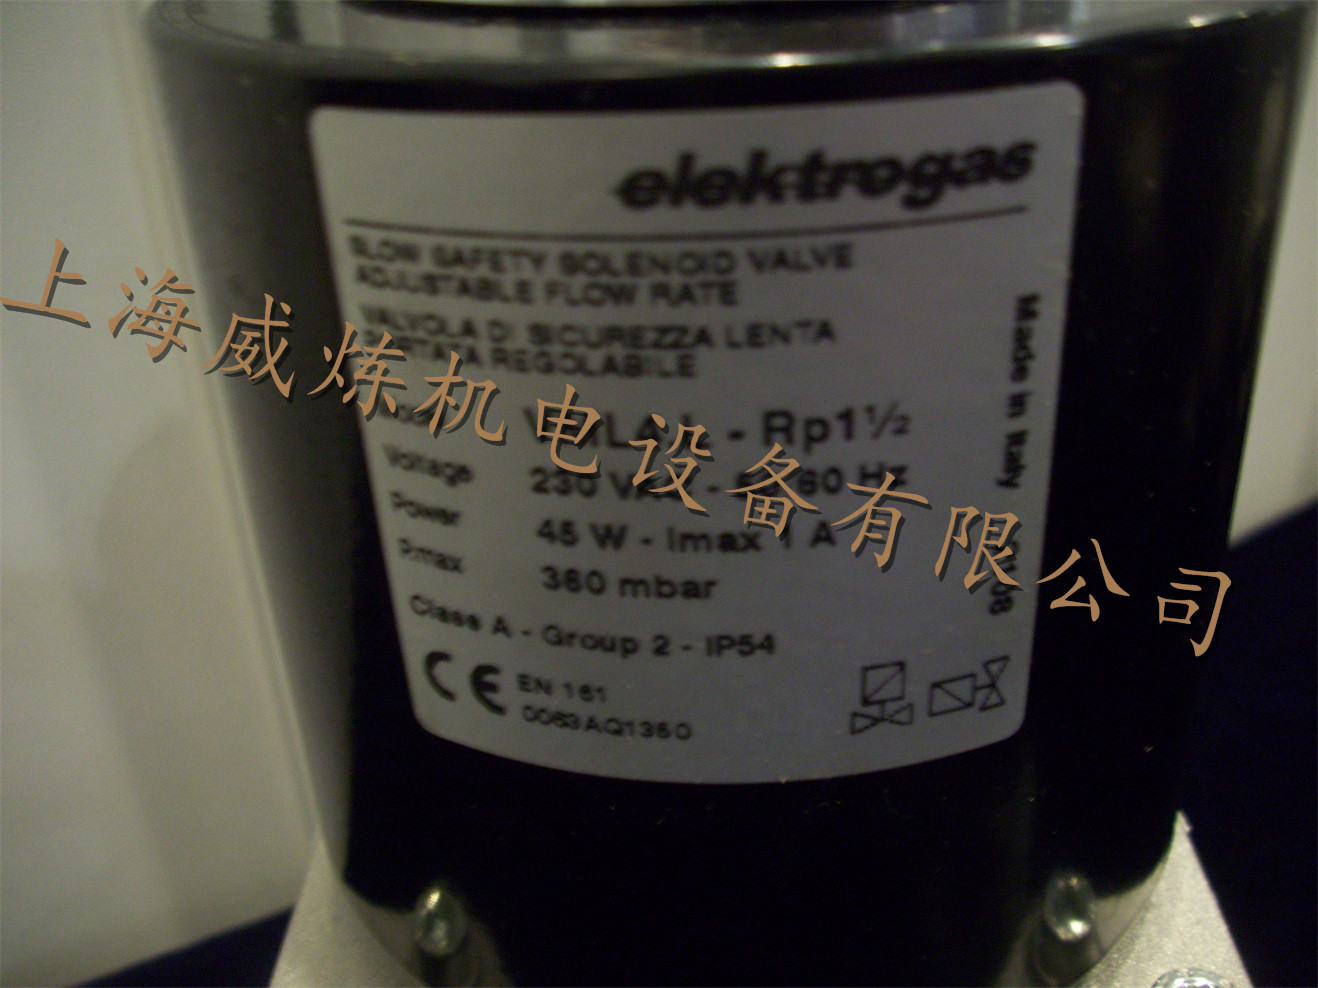 elektrogas
SLOW SAFETY SOLENOID VALVE
ADJUSTABLE FLOW RATE
VALVOLA DI SICUREZZA LENTA
PORTATA REGOLABILE
- Rp1½
Voltage 230 - 60 Hz
Power 45 W - Imax 1 A
P.max 360 mbar
Class A - Group 2 - IP54
CE EN 161
0063AQ1350
Made in Italy
上海威炼机电设备有限公司